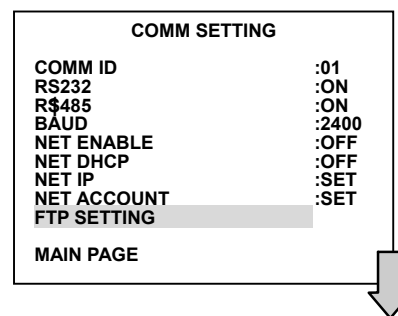 COMM SETTING
COMM ID :01
RS232 :ON
R$485 :ON
BAUD :2400
NET ENABLE :OFF
NET DHCP :OFF
NET IP :SET
NET ACCOUNT :SET
FTP SETTING
MAIN PAGE